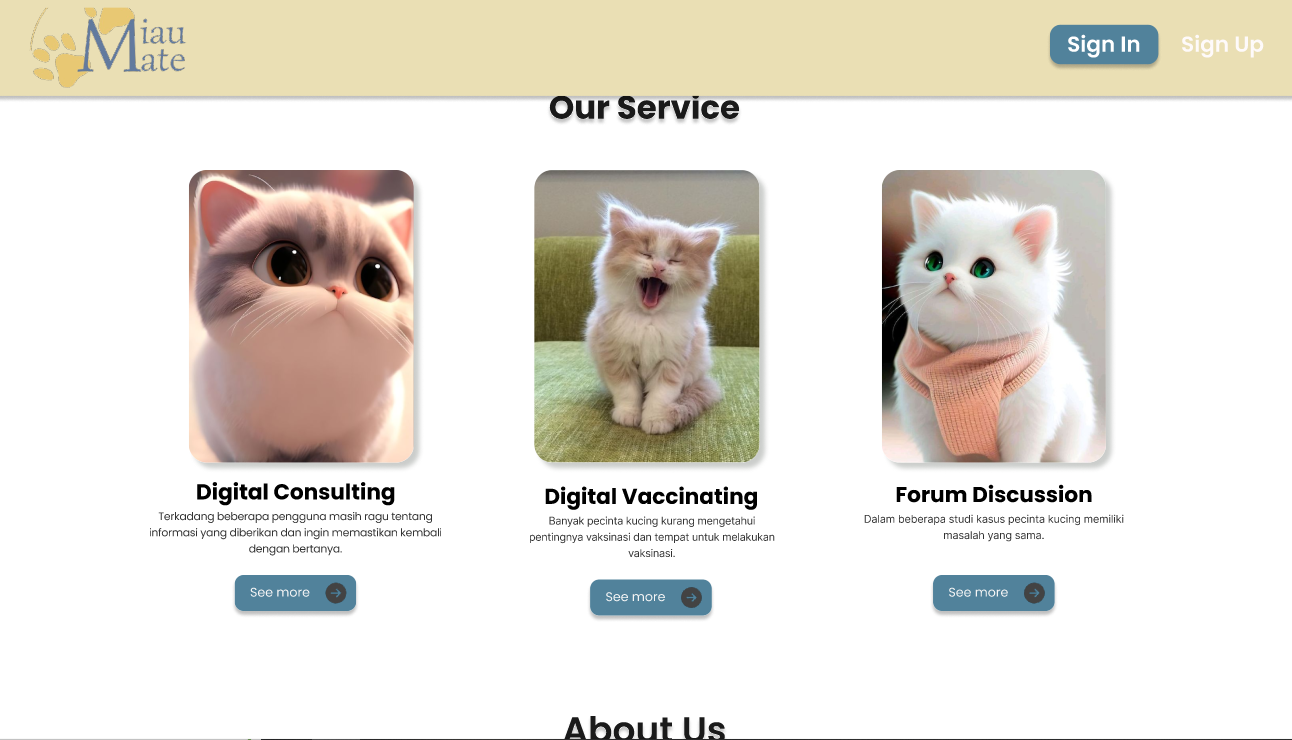 Miau
Mate
Sign In
Sign Up
Our Service
Digital Consulting
Terkadang beberapa pengguna masih ragu tentang
informasi yang diberikan dan ingin memastikan kembali
dengan bertanya.
See more
Digital Vaccinating
Banyak pecinta kucing kurang mengetahui
pentingnya vaksinasi dan tempat untuk melakukan
vaksinasi.
See more
Forum Discussion
Dalam beberapa studi kasus pecinta kucing memiliki
masalah yang sama.
See more
About Us